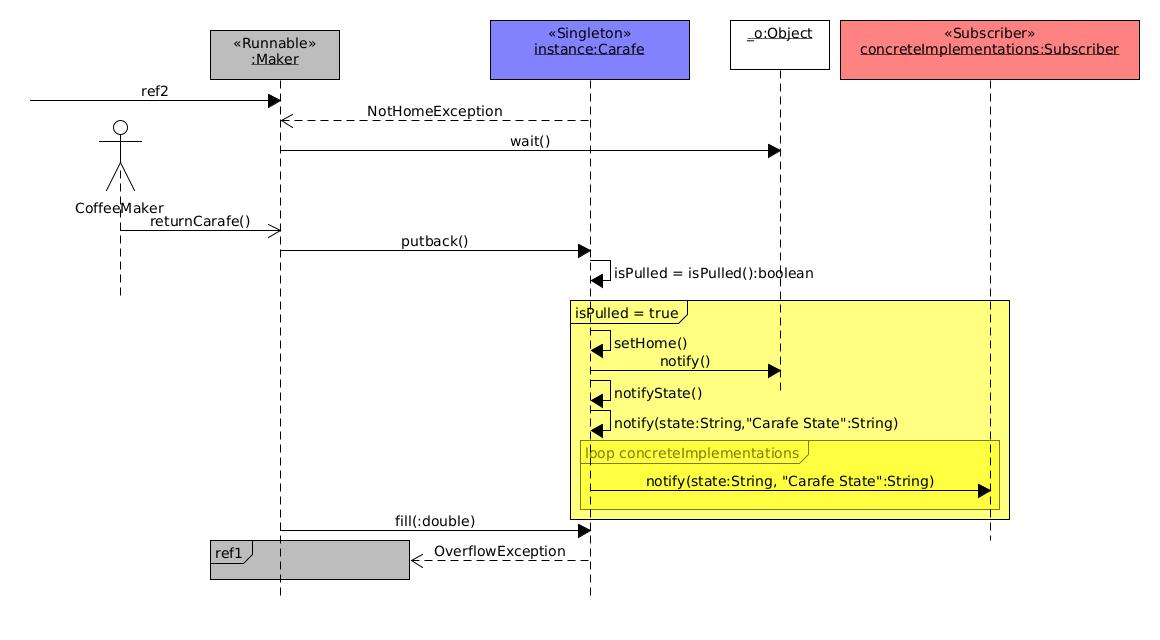 «Runnable»
:Maker
«Singleton»
instance:Carafe
_o:Object
«Subscriber»
concreteImplementations:Subscriber
ref2
NotHomeException
wait()
CoffeeMaker
returnCarafe()
putback()
isPulled = isPulled():boolean
isPulled = true
setHome()
notify()
notifyState()
notify(state:String,"Carafe State":String)
loop concreteImplementations
notify(state:String, "Carafe State":String)
fill(:double)
ref1
OverflowException